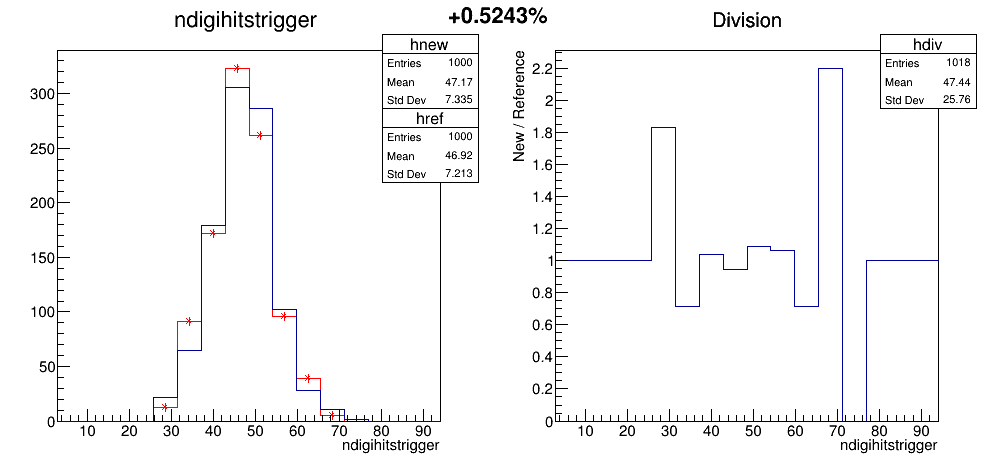 ndigihitstrigger
+0.5243%
Division
hnew
Entries 1000
Mean 47.17
Std Dev 7.335
href
Entries 1000
Mean 46.92
Std Dev 7.213
300
250
200
150
100
50
0
10 20 30 40 50 60 70 80 90
ndigihitstrigger
hdiv
Entries 1018
Mean 47.44
Std Dev 25.76
New / Reference
2.2
2
1.8
1.6
1.4
1.2
1
0.8
0.6
0.4
0.2
0
10 20 30 40 50 60 70 80 90
ndigihitstrigger